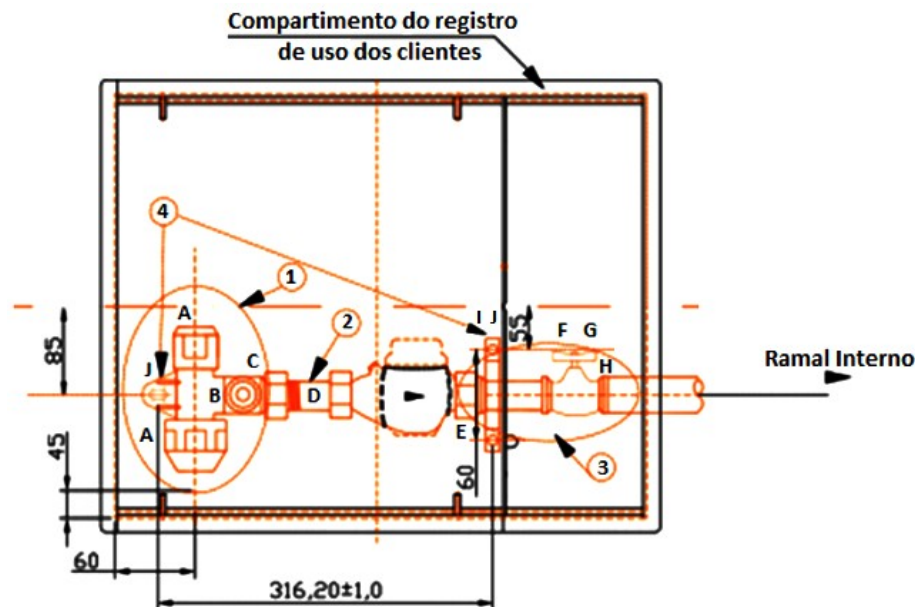 Compartimento do registro
de uso dos clientes
4
1
A
2
I J
F G
55
85
J
C
H
Ramal Interno
B
D
A
E
45
60
3
60
316,20±1,0